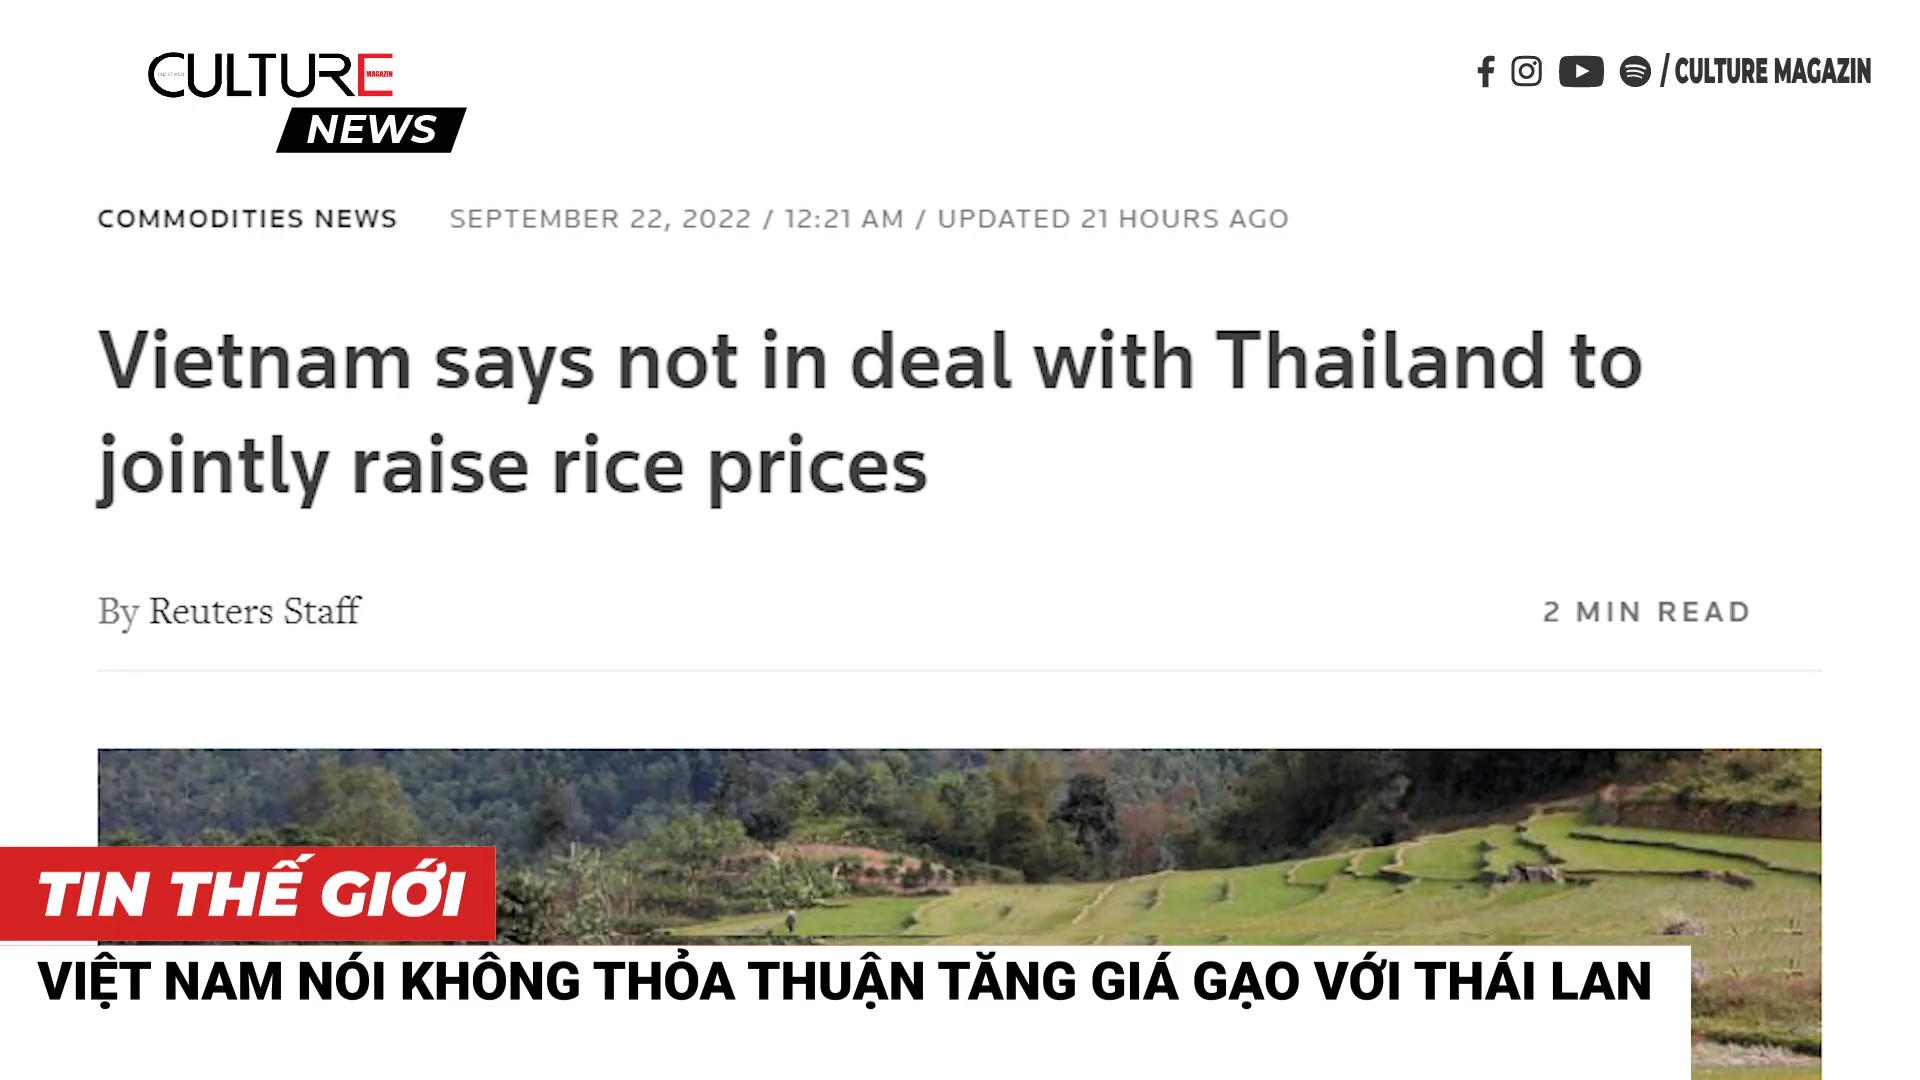 CULTURE
MAGAZIN
NEWS
/ CULTURE MAGAZIN
COMMODITIES NEWS SEPTEMBER 22, 2022 / 12:21 AM / UPDATED 21 HOURS AGO
Vietnam says not in deal with Thailand to
jointly raise rice prices
By Reuters Staff
2 MIN READ
TIN THẾ GIỚI
VIỆT NAM NÓI KHÔNG THỎA THUẬN TĂNG GIÁ GẠO VỚI THÁI LAN